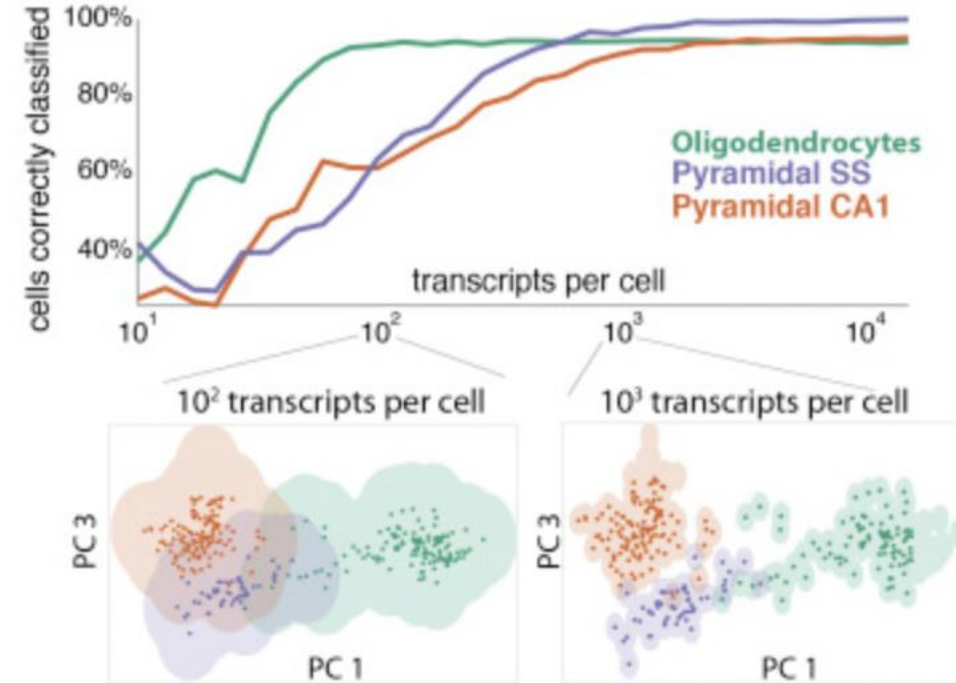 cells correctly classified
100%
80%
60%
40%
Oligodendrocytes
Pyramidal SS
Pyramidal CA1
transcripts per cell
10¹
10²
10³
10⁴
10² transcripts per cell
10³ transcripts per cell
PC 3
PC 1
PC 3
PC 1